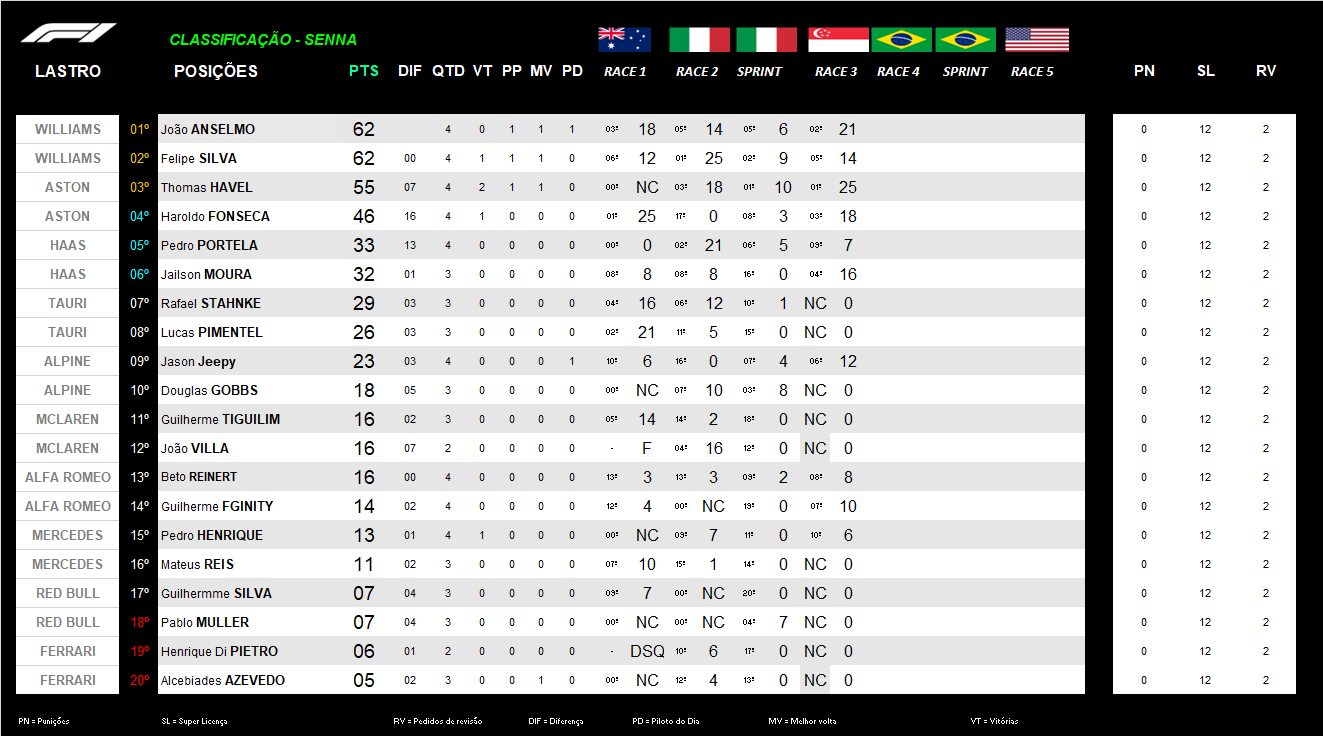 F1
CLASSIFICAÇÃO - SENNA
LASTRO POSIÇÕES PTS DIF QTD VT PP MV PD RACE 1 RACE 2 SPRINT RACE 3 RACE 4 SPRINT RACE 5 PN SL RV
WILLIAMS 01º João ANSELMO 62 4 0 1 1 1 03º 18 05º 14 05º 6 02º 21 0 12 2
WILLIAMS 02º Felipe SILVA 62 00 4 1 1 1 0 06º 12 01º 25 02º 9 05º 14 0 12 2
ASTON 03º Thomas HAVEL 55 07 4 2 1 1 0 00º NC 03º 18 01º 10 01º 25 0 12 2
ASTON 04º Haroldo FONSECA 46 16 4 1 0 0 0 01º 25 17º 0 08º 3 03º 18 0 12 2
HAAS 05º Pedro PORTELA 33 13 4 0 0 0 0 00º 0 02º 21 06º 5 09º 7 0 12 2
HAAS 06º Jailson MOURA 32 01 3 0 0 0 0 08º 8 08º 8 16º 0 04º 16 0 12 2
TAURI 07º Rafael STAHNKE 29 03 3 0 0 0 0 04º 16 06º 12 10º 1 NC 0 0 12 2
TAURI 08º Lucas PIMENTEL 26 03 3 0 0 0 0 02º 21 11º 5 15º 0 NC 0 0 12 2
ALPINE 09º Jason Jeepy 23 03 4 0 0 0 1 10º 6 16º 0 07º 4 06º 12 0 12 2
ALPINE 10º Douglas GOBBS 18 05 3 0 0 0 0 00º NC 07º 10 03º 8 NC 0 0 12 2
MCLAREN 11º Guilherme TIGUILIM 16 02 3 0 0 0 0 05º 14 14º 2 18º 0 NC 0 0 12 2
MCLAREN 12º João VILLA 16 07 2 0 0 0 0 - F 04º 16 12º 0 NC 0 0 12 2
ALFA ROMEO 13º Beto REINERT 16 00 4 0 0 0 0 13º 3 13º 3 09º 2 08º 8 0 12 2
ALFA ROMEO 14º Guilherme FGINITY 14 02 4 0 0 0 0 12º 4 00º NC 19º 0 07º 10 0 12 2
MERCEDES 15º Pedro HENRIQUE 13 01 4 1 0 0 0 00º NC 09º 7 11º 0 10º 6 0 12 2
MERCEDES 16º Mateus REIS 11 02 3 0 0 0 0 07º 10 15º 1 14º 0 NC 0 0 12 2
RED BULL 17º Guilhermme SILVA 07 04 3 0 0 0 0 09º 7 00º NC 20º 0 NC 0 0 12 2
RED BULL 18º Pablo MULLER 07 04 3 0 0 0 0 00º NC 00º NC 04º 7 NC 0 0 12 2
FERRARI 19º Henrique Di PIETRO 06 01 2 0 0 0 0 - DSQ 10º 6 17º 0 NC 0 0 12 2
FERRARI 20º Alcebiades AZEVEDO 05 02 3 0 0 1 0 00º NC 12º 4 13º 0 NC 0 0 12 2
PN = Punições SL = Super Licença RV = Pedidos de revisão DIF = Diferença PD = Piloto do Dia MV = Melhor volta VT = Vitórias